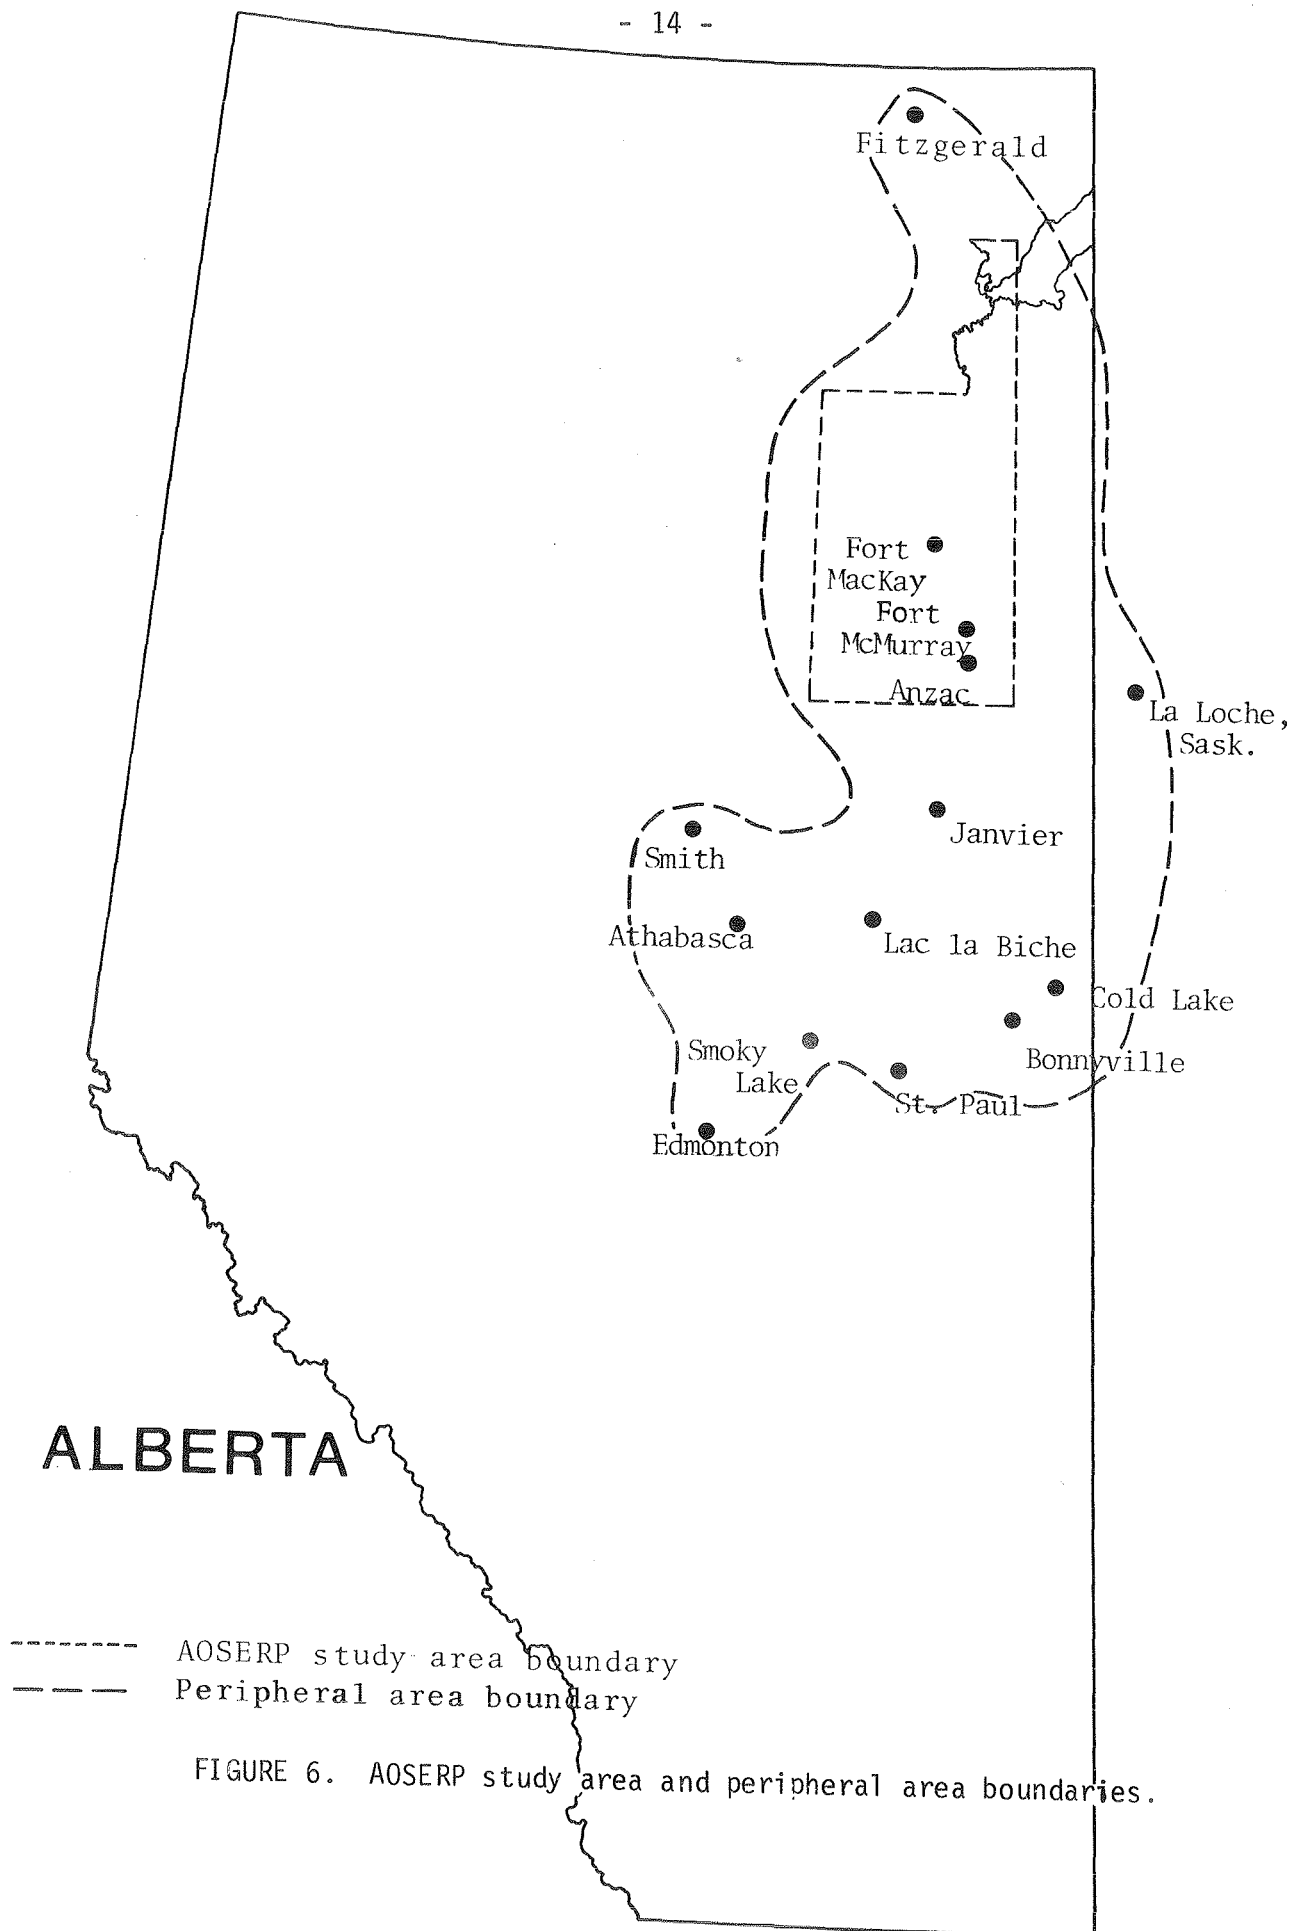 - 14 -
Fitzgerald
Fort
MacKay
Fort
McMurray
Anzac
La Loche,
Sask.
Janvier
Smith
Athabasca
Lac la Biche
Cold Lake
Bonnyville
Smoky
Lake
St. Paul
Edmonton
ALBERTA
AOSERP study area boundary
Peripheral area boundary
FIGURE 6. AOSERP study area and peripheral area boundaries.